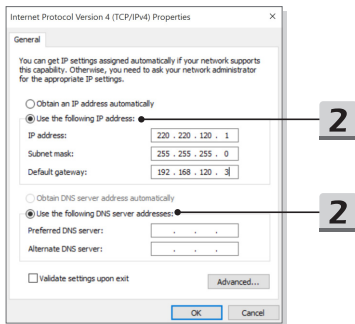 Internet Protocol Version 4 (TCP/IPv4) Properties
General
You can get IP settings assigned automatically if your network supports
this capability. Otherwise, you need to ask your network administrator
for the appropriate IP settings.
Obtain an IP address automatically
Use the following IP address:
2
IP address:
220 . 220 . 120 . 1
Subnet mask:
255 . 255 . 255 . 0
Default gateway:
192 . 168 . 120 . 3
Obtain DNS server address automatically
Use the following DNS server addresses:
2
Preferred DNS server:
. . .
Alternate DNS server:
. . .
Validate settings upon exit
Advanced...
OK
Cancel